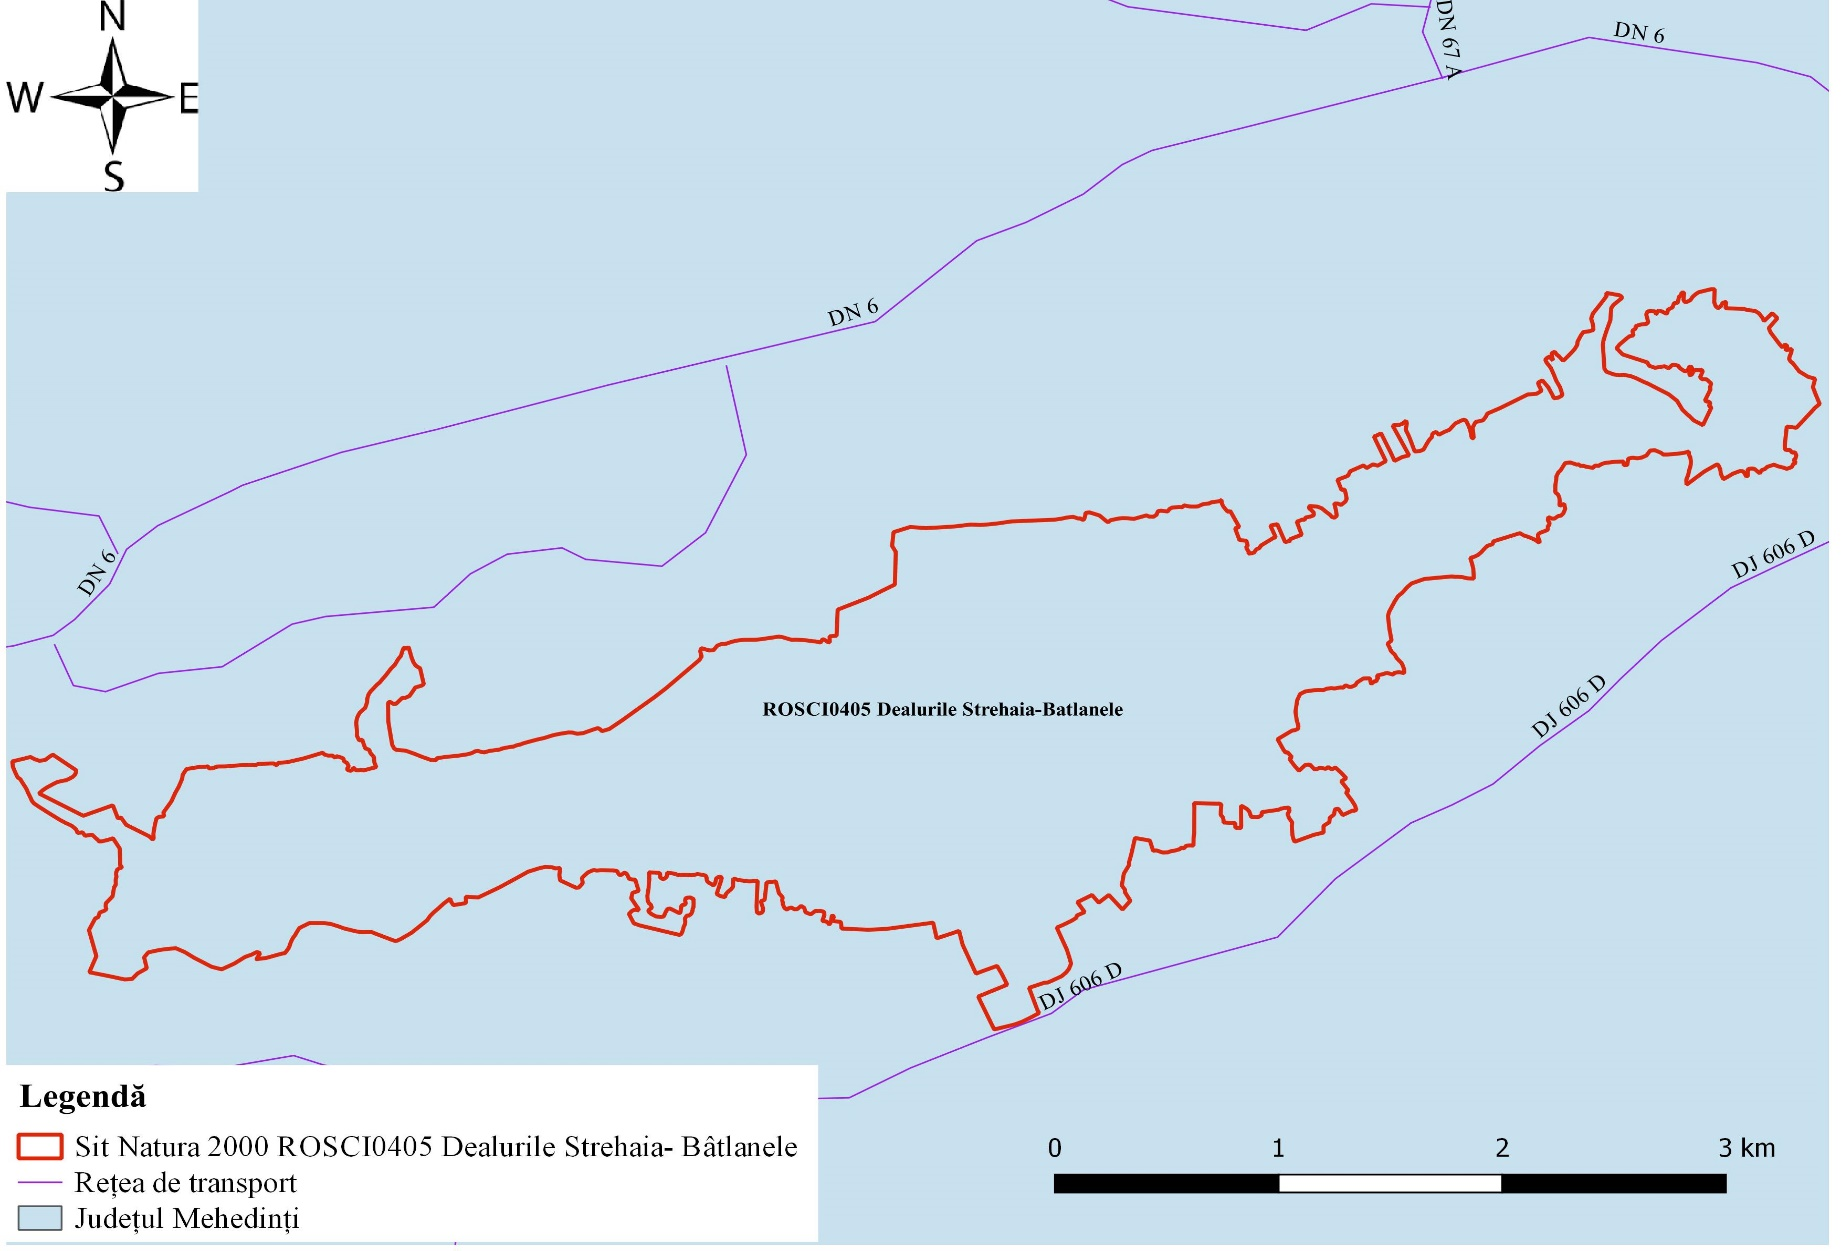 N
W E
S
DN 67 A
DN 6
DN 6
DN 6
DJ 606 D
DJ 606 D
ROSCI0405 Dealurile Strehaia-Batlanele
DJ 606 D
Legendă
Sit Natura 2000 ROSCI0405 Dealurile Strehaia- Bâtlanele
Rețea de transport
Județul Mehedinți
0 1 2 3 km